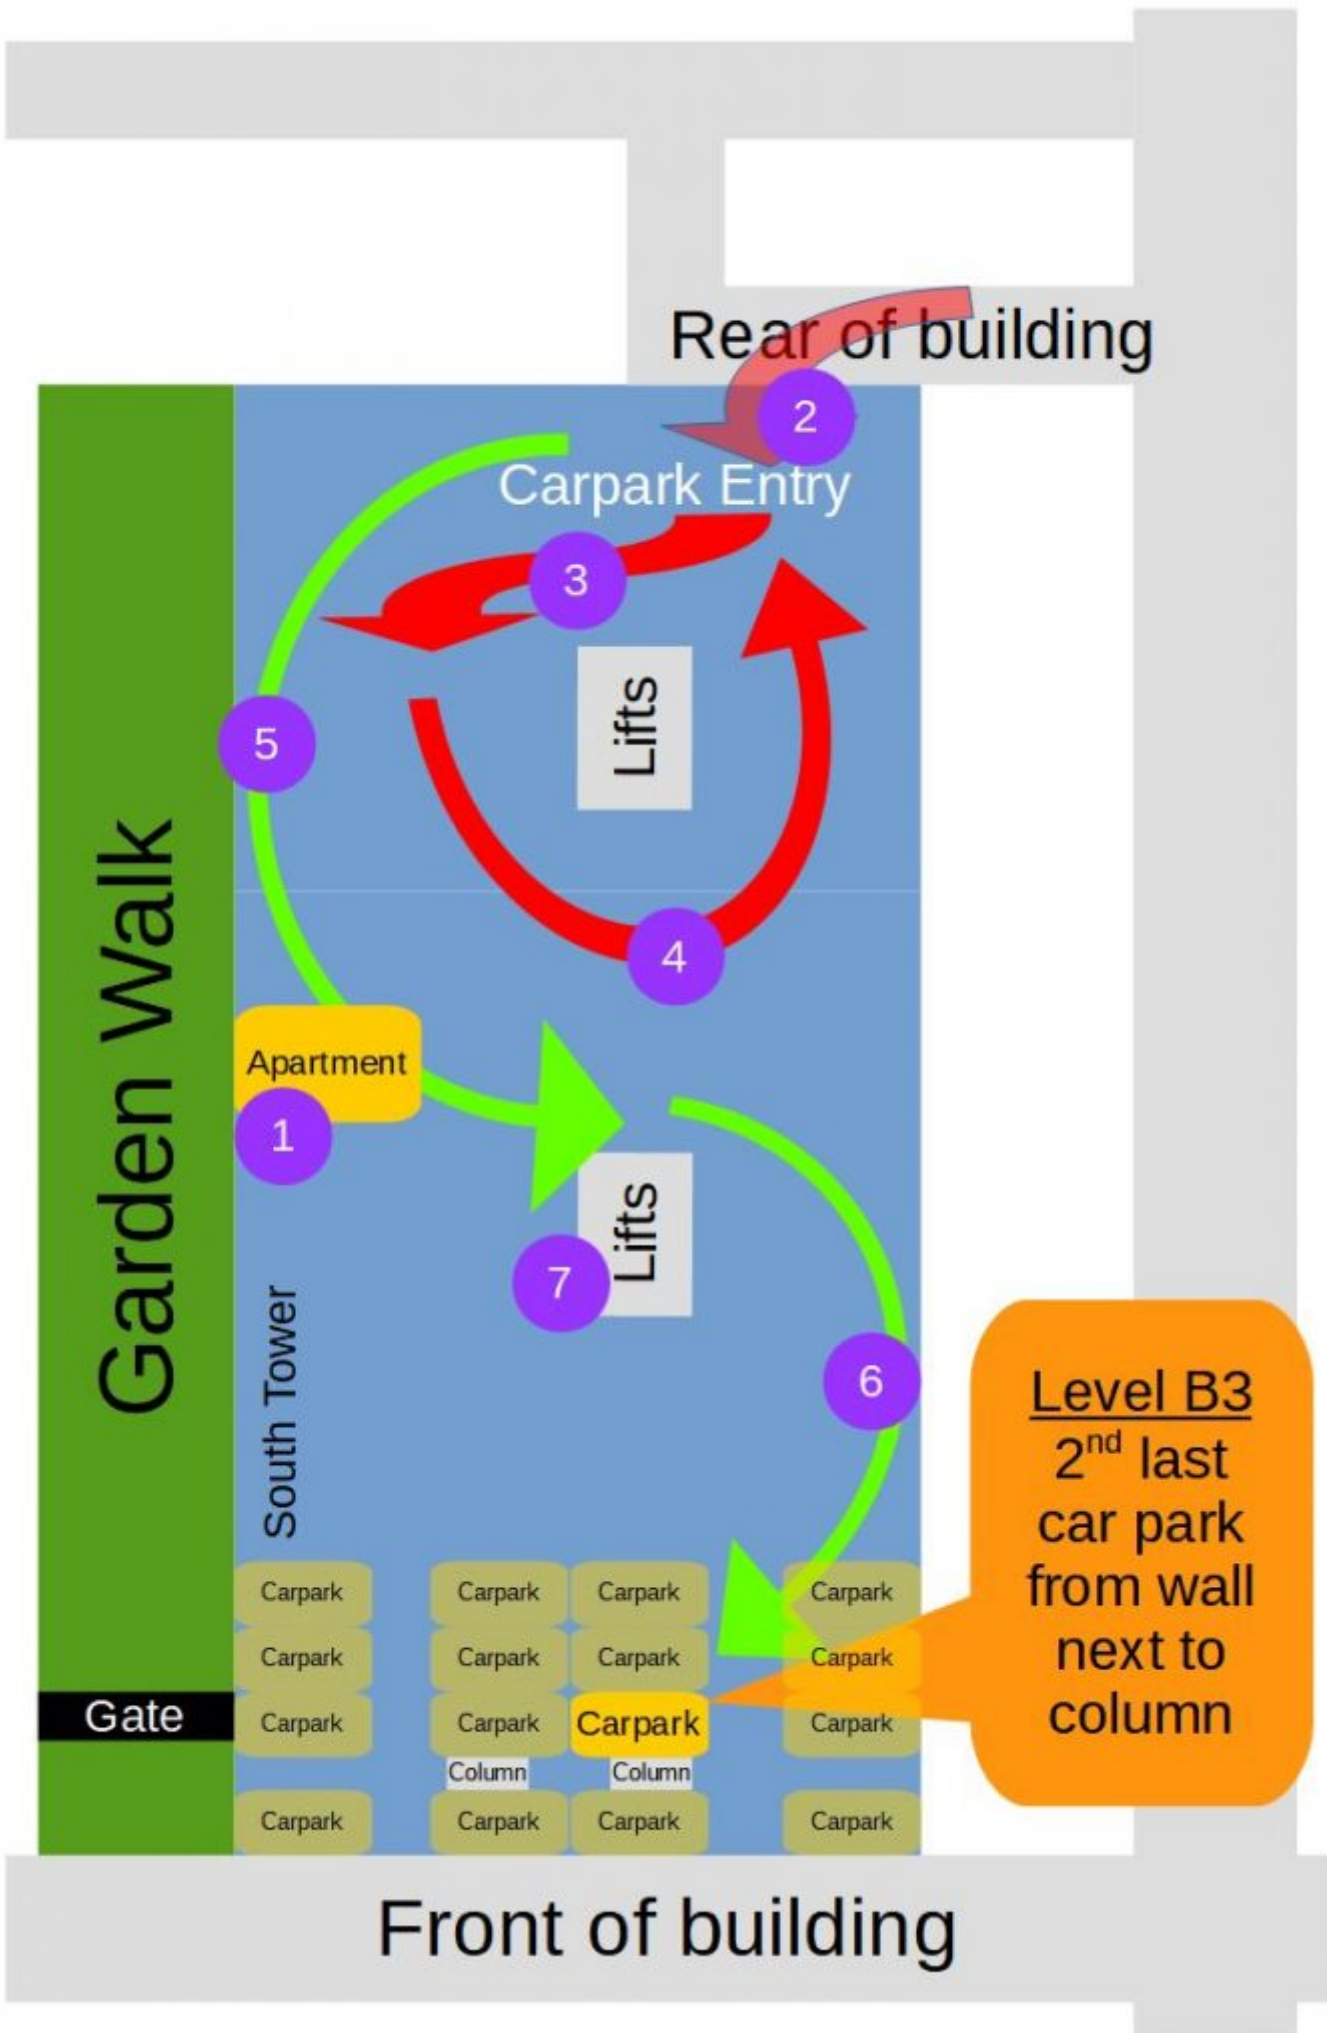 Rear of building
2
Carpark Entry
3
Lifts
5
Garden Walk
4
Apartment
1
Lifts
7
South Tower
6
Level B3
2nd last
car park
from wall
next to
column
Carpark Carpark Carpark Carpark
Carpark Carpark Carpark Carpark
Gate Carpark Carpark Carpark Carpark
Column Column
Carpark Carpark Carpark Carpark
Front of building